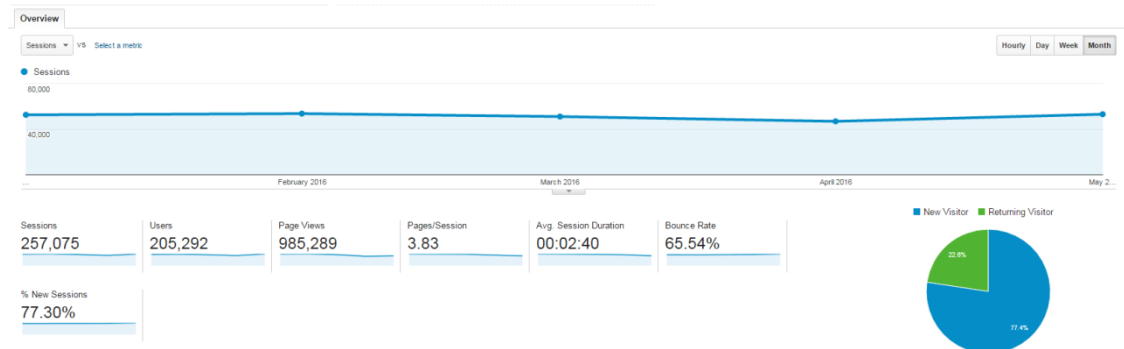 Overview
Sessions VS Select a metric
Hourly Day Week Month
Sessions
80,000
40,000
... February 2016 March 2016 April 2016 May 2...
New Visitor Returning Visitor
Sessions Users Page Views Pages/Session Avg. Session Duration Bounce Rate
257,075 205,292 985,289 3.83 00:02:40 65.54%
22.6%
% New Sessions
77.30%
77.4%